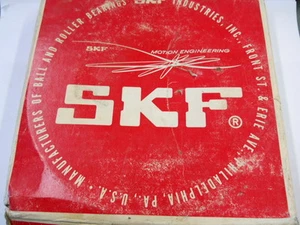 MANUFACTURERS OF BALL AND ROLLER BEARINGS SKF INDUSTRIES, INC. FRONT ST. & ERIE AVE. PHILADELPHIA, PA., U.S.A.
SKF MOTION ENGINEERING
SKF®